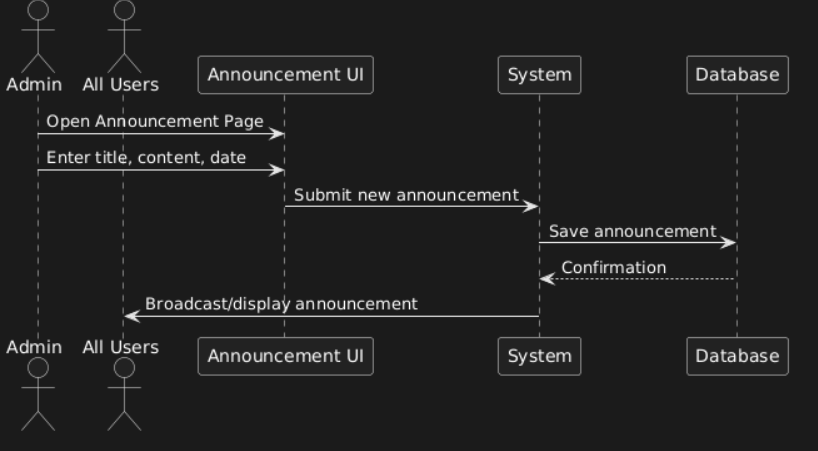 Admin
All Users
Announcement UI
System
Database
Open Announcement Page
Enter title, content, date
Submit new announcement
Save announcement
Confirmation
Broadcast/display announcement
Admin
All Users
Announcement UI
System
Database